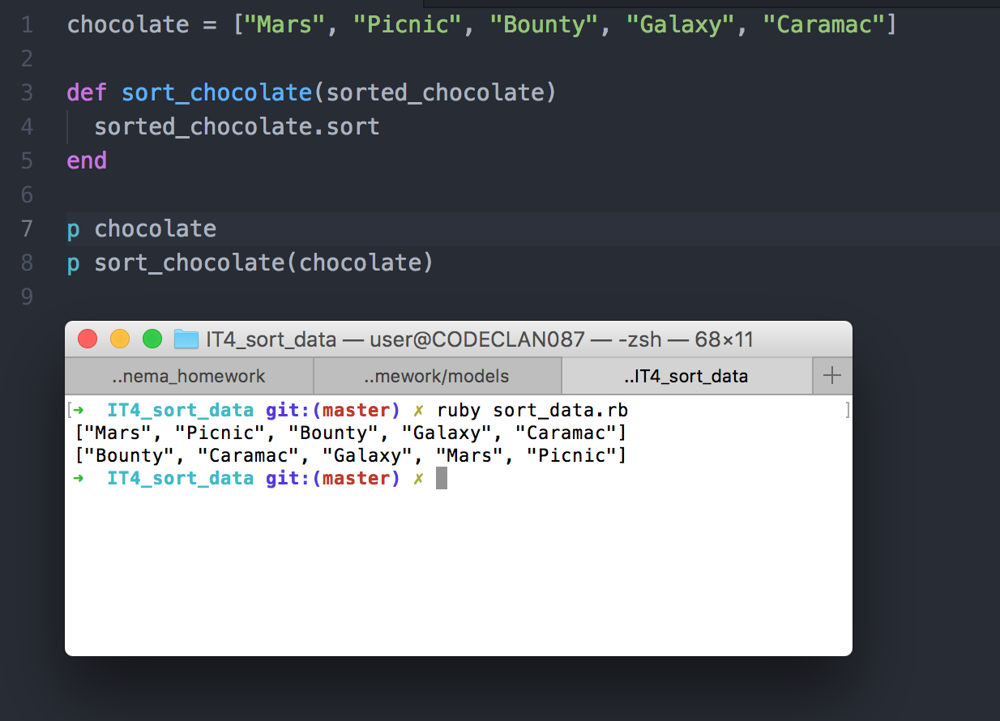 1 chocolate = ["Mars", "Picnic", "Bounty", "Galaxy", "Caramac"]
2
3 def sort_chocolate(sorted_chocolate)
4   sorted_chocolate.sort
5 end
6
7 p chocolate
8 p sort_chocolate(chocolate)
9
IT4_sort_data — user@CODECLAN087 — -zsh — 68×11
..nema_homework ..mework/models ..IT4_sort_data +
[➜  IT4_sort_data git:(master) ✗ ruby sort_data.rb ]
["Mars", "Picnic", "Bounty", "Galaxy", "Caramac"]
["Bounty", "Caramac", "Galaxy", "Mars", "Picnic"]
➜  IT4_sort_data git:(master) ✗